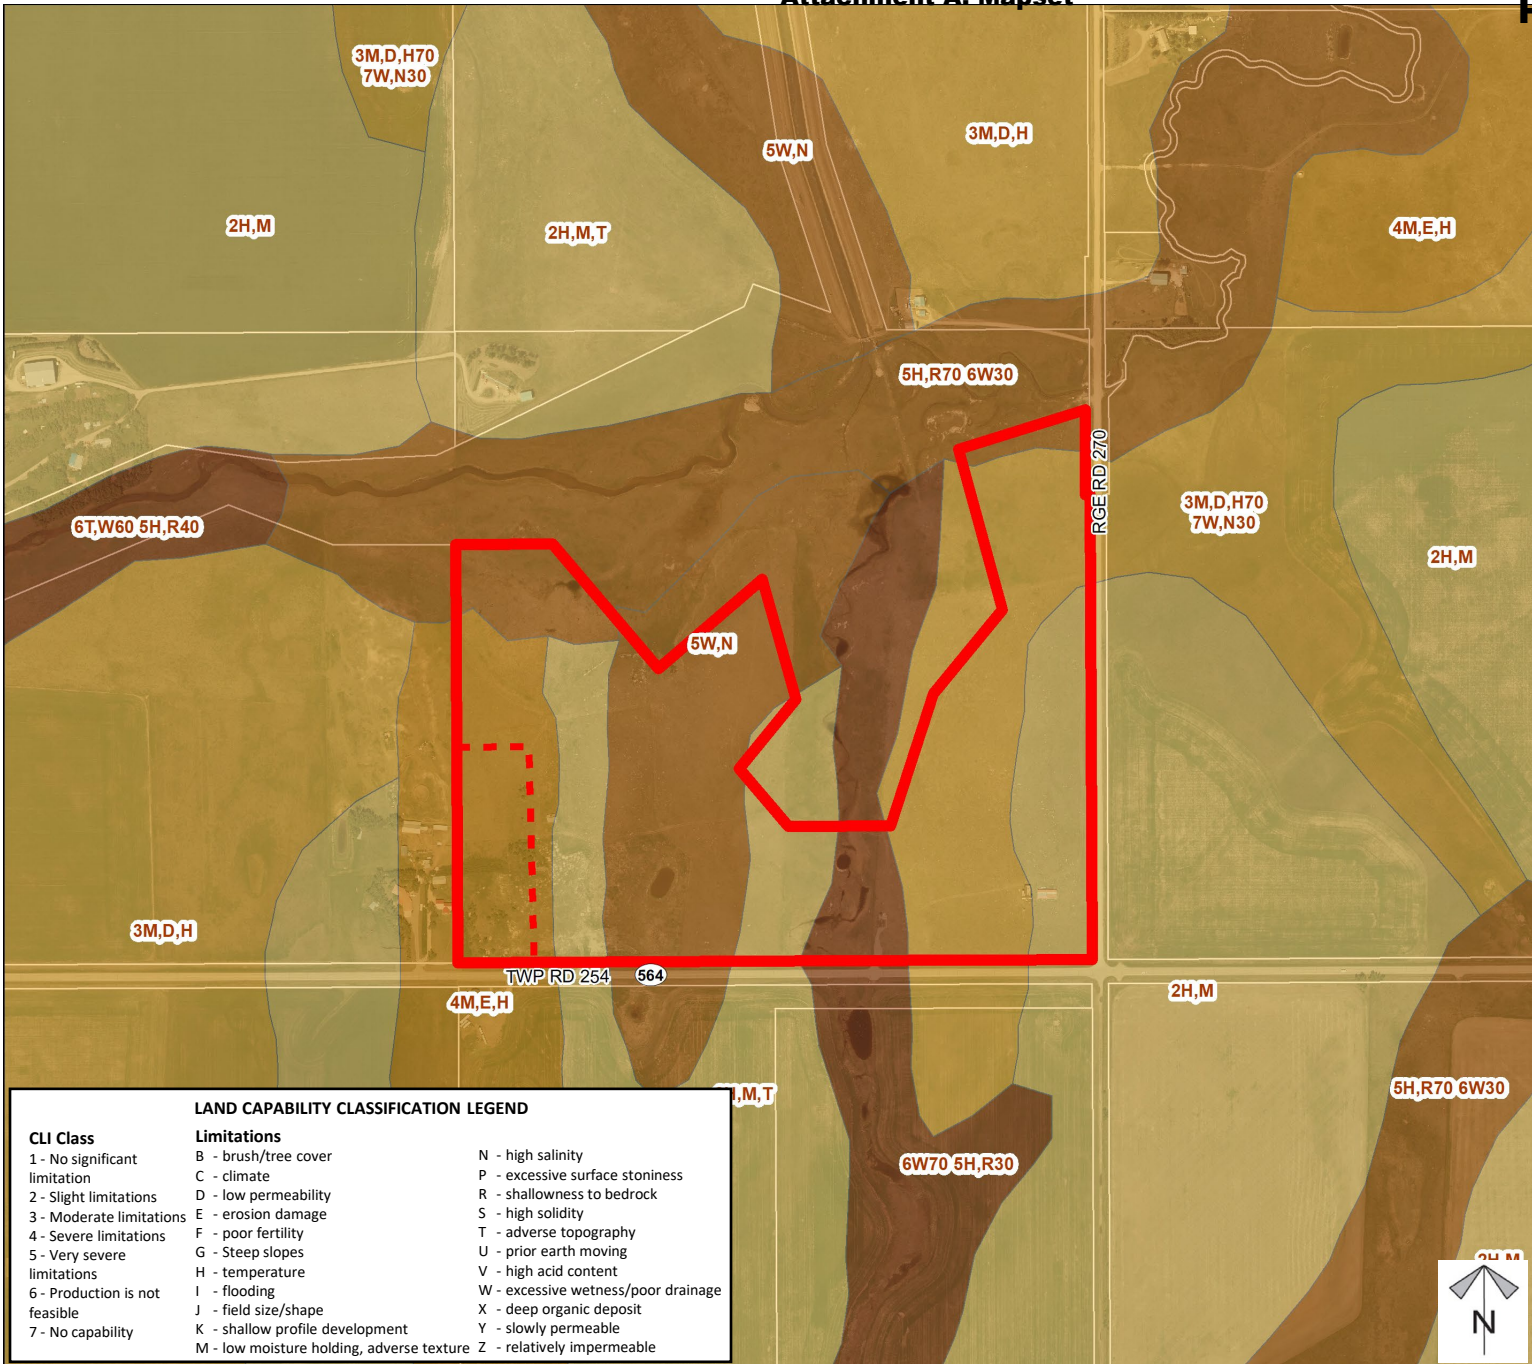 Attachment A: Mapset
3M,D,H70
7W,N30
5W,N
3M,D,H
2H,M
2H,M,T
4M,E,H
5H,R70 6W30
RGE RD 270
6T,W60 5H,R40
3M,D,H70
7W,N30
2H,M
5W,N
3M,D,H
TWP RD 254
564
4M,E,H
2H,M
,M,T
5H,R70 6W30
6W70 5H,R30
2H,M
N
LAND CAPABILITY CLASSIFICATION LEGEND
CLI Class
1 - No significant
limitation
2 - Slight limitations
3 - Moderate limitations
4 - Severe limitations
5 - Very severe
limitations
6 - Production is not
feasible
7 - No capability
Limitations
B - brush/tree cover
C - climate
D - low permeability
E - erosion damage
F - poor fertility
G - Steep slopes
H - temperature
I - flooding
J - field size/shape
K - shallow profile development
M - low moisture holding, adverse texture
N - high salinity
P - excessive surface stoniness
R - shallowness to bedrock
S - high solidity
T - adverse topography
U - prior earth moving
V - high acid content
W - excessive wetness/poor drainage
X - deep organic deposit
Y - slowly permeable
Z - relatively impermeable